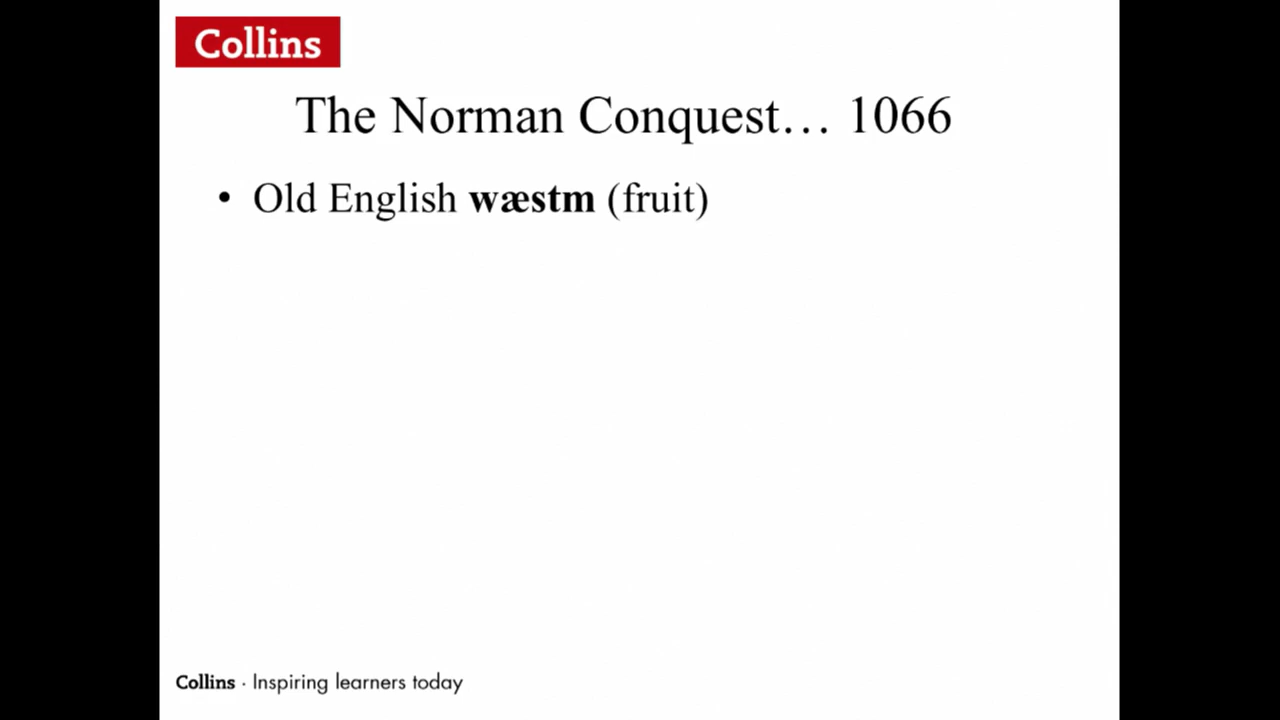 Collins
The Norman Conquest… 1066
• Old English wæstm (fruit)
Collins · Inspiring learners today